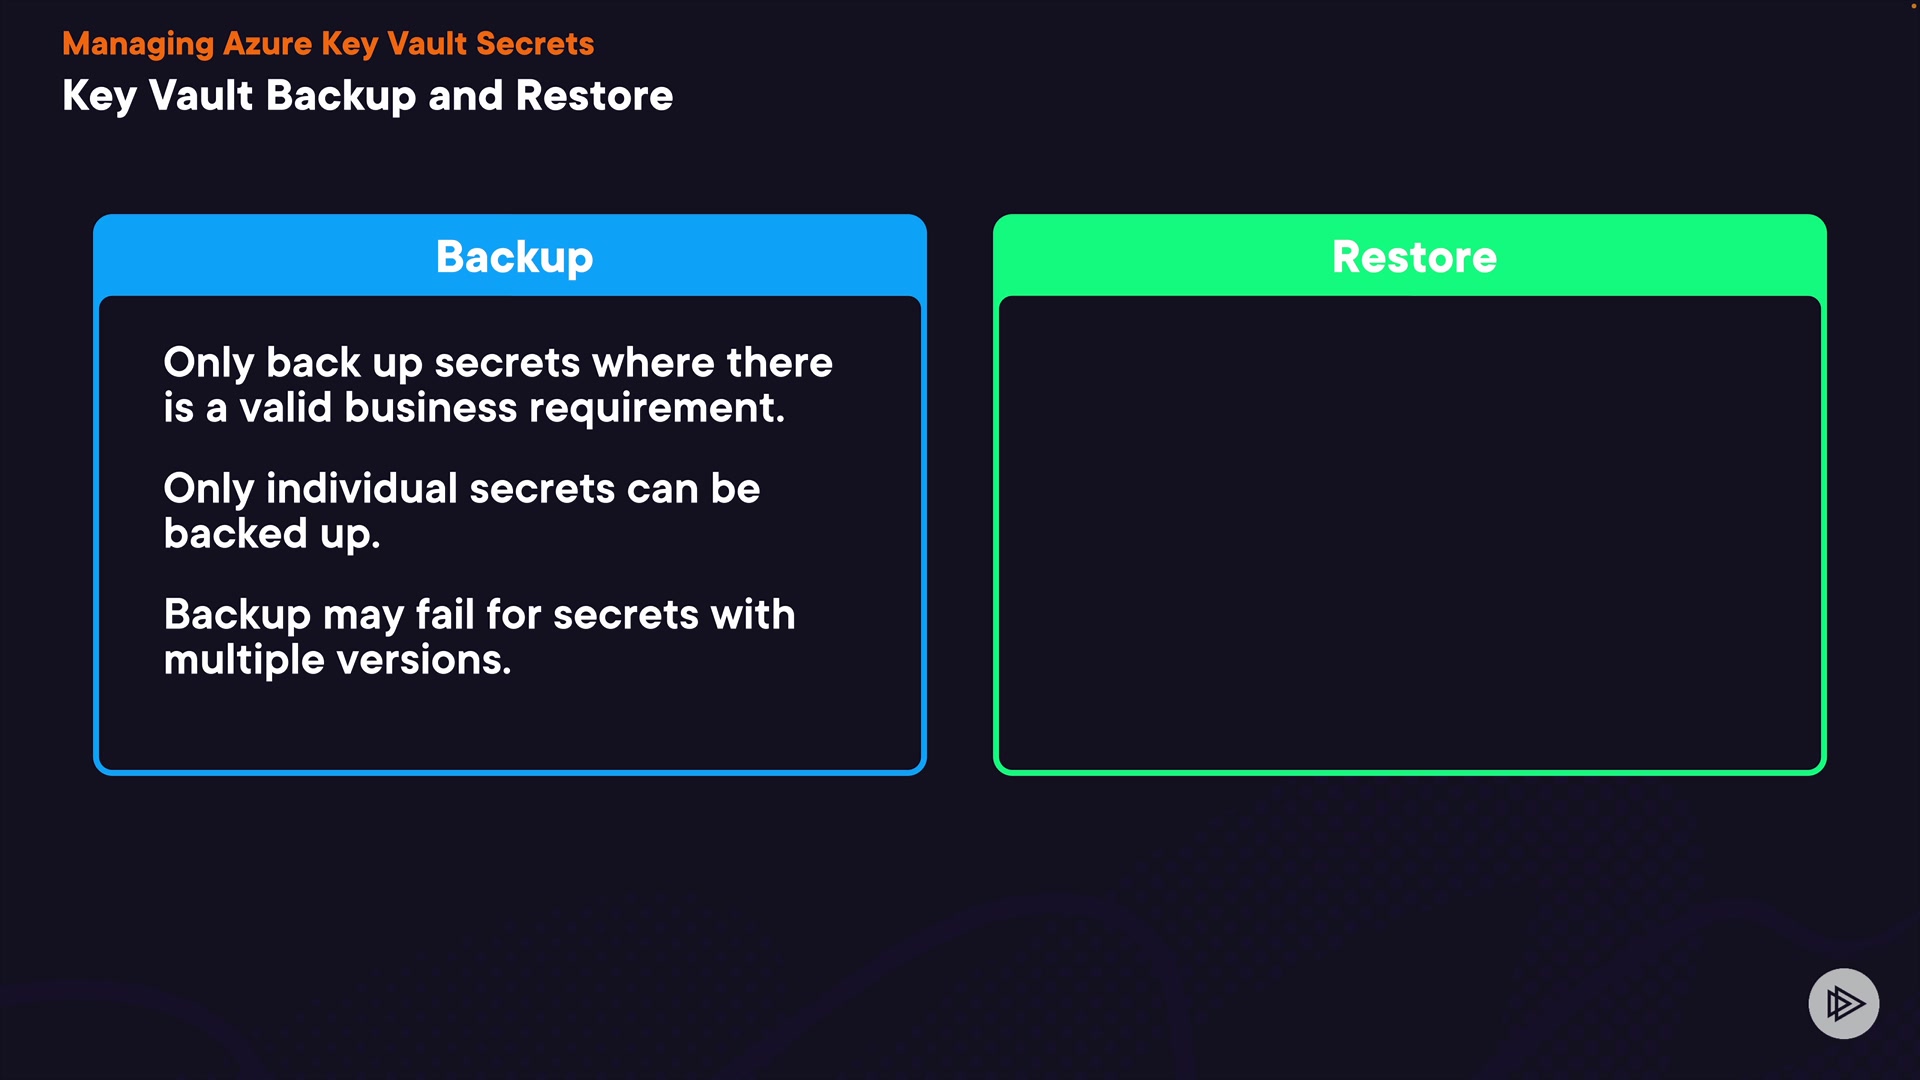 Managing Azure Key Vault Secrets
Key Vault Backup and Restore
Backup
Only back up secrets where there
is a valid business requirement.
Only individual secrets can be
backed up.
Backup may fail for secrets with
multiple versions.
Restore